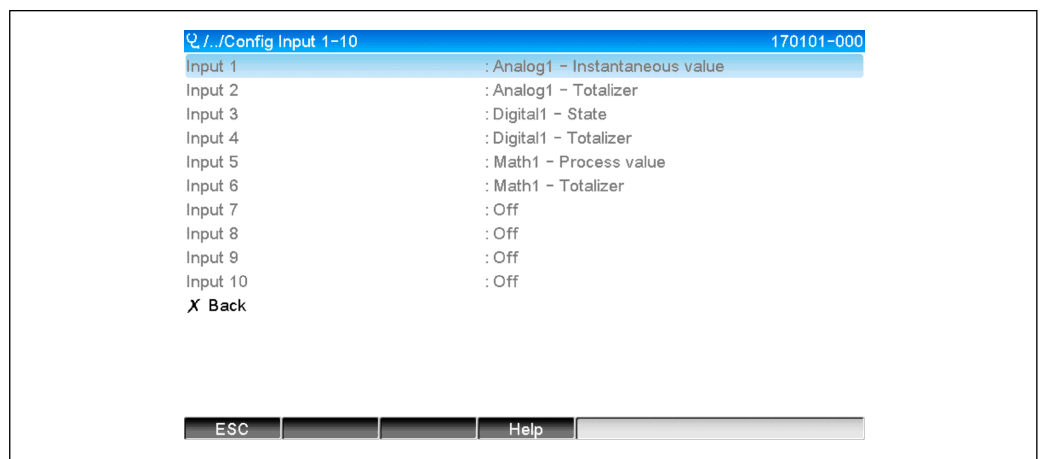 /../Config Input 1-10 170101-000
Input 1 : Analog1 - Instantaneous value
Input 2 : Analog1 - Totalizer
Input 3 : Digital1 - State
Input 4 : Digital1 - Totalizer
Input 5 : Math1 - Process value
Input 6 : Math1 - Totalizer
Input 7 : Off
Input 8 : Off
Input 9 : Off
Input 10 : Off
X Back
ESC Help